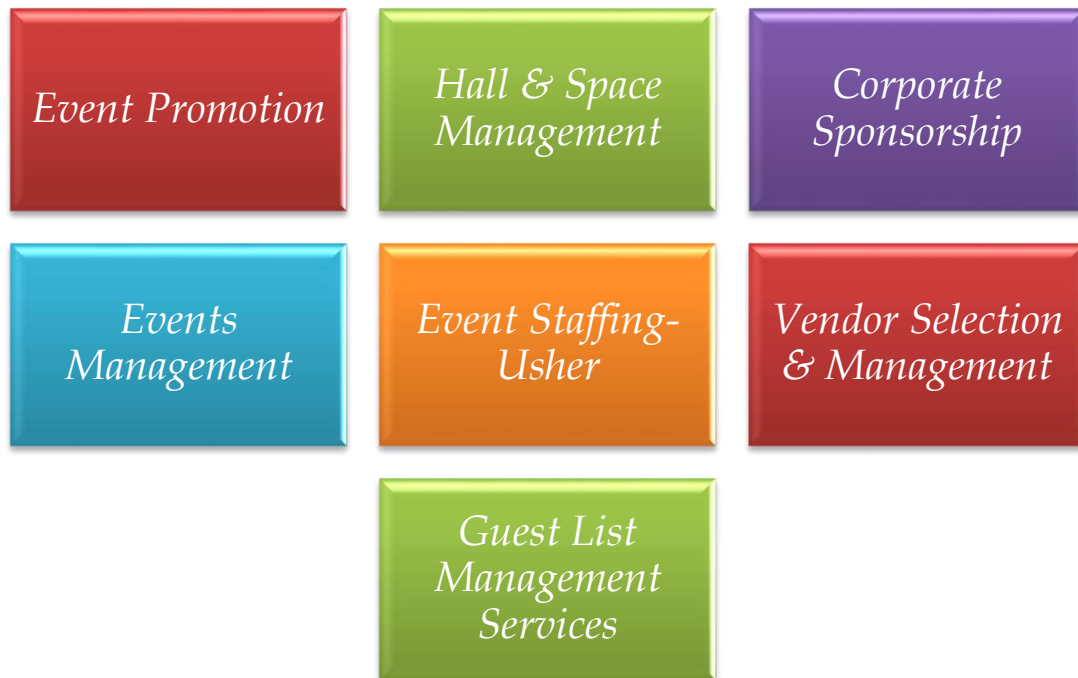 Event Promotion
Hall & Space
Management
Corporate
Sponsorship
Events
Management
Event Staffing-
Usher
Vendor Selection
& Management
Guest List
Management
Services